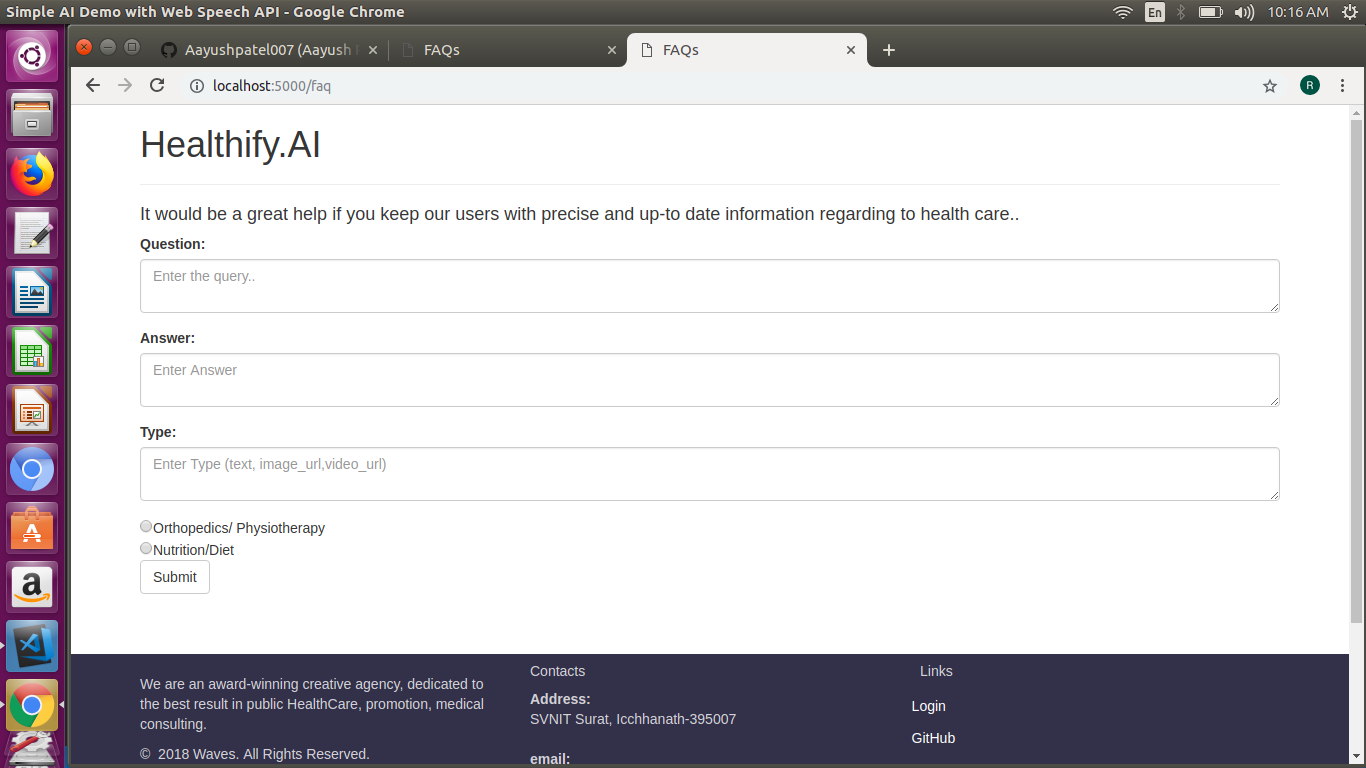 Simple AI Demo with Web Speech API - Google Chrome
En
10:16 AM
Aayushpatel007 (Aayush
FAQs
FAQs
localhost:5000/faq
R
Healthify.AI
It would be a great help if you keep our users with precise and up-to date information regarding to health care..
Question:
Enter the query..
Answer:
Enter Answer
Type:
Enter Type (text, image_url,video_url)
Orthopedics/ Physiotherapy
Nutrition/Diet
Submit
We are an award-winning creative agency, dedicated to
the best result in public HealthCare, promotion, medical
consulting.
© 2018 Waves. All Rights Reserved.
Contacts
Address:
SVNIT Surat, Icchhanath-395007
email:
Links
Login
GitHub